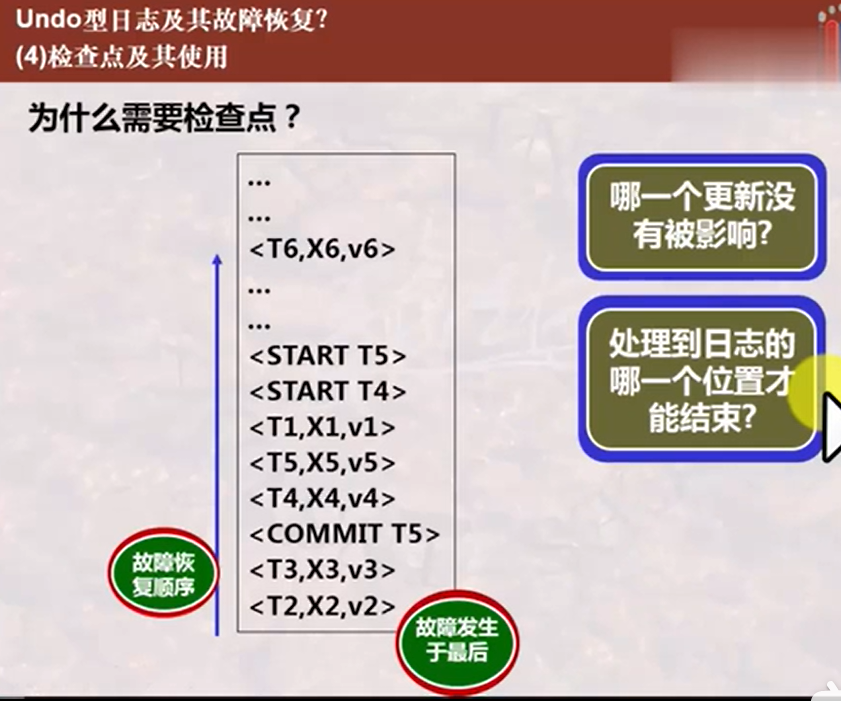 Undo型日志及其故障恢复?
(4)检查点及其使用
为什么需要检查点？
...
...
<T6,X6,v6>
...
...
<START T5>
<START T4>
<T1,X1,v1>
<T5,X5,v5>
<T4,X4,v4>
<COMMIT T5>
<T3,X3,v3>
<T2,X2,v2>
故障恢
复顺序
故障发生
于最后
哪一个更新没
有被影响?
处理到日志的
哪一个位置才
能结束?